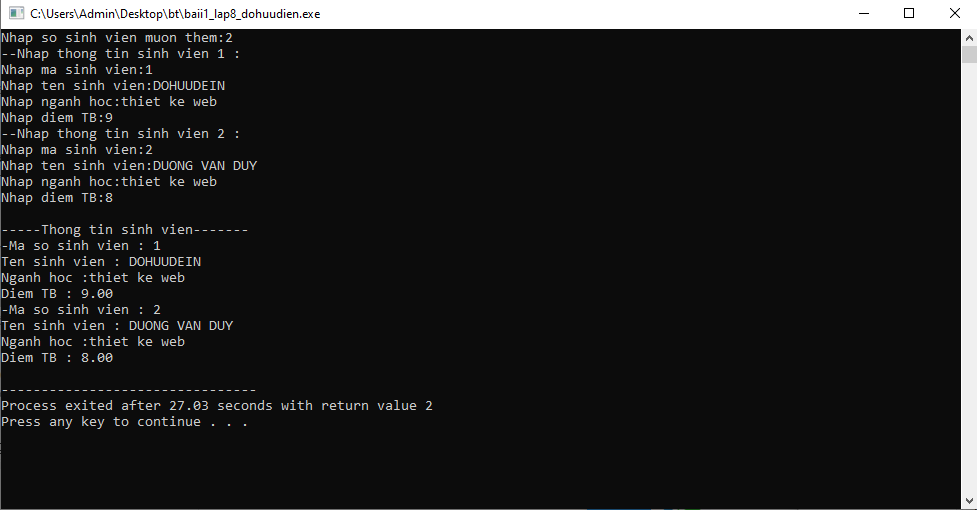 C:\Users\Admin\Desktop\bt\baii1_lap8_dohuudien.exe
Nhap so sinh vien muon them:2
--Nhap thong tin sinh vien 1 :
Nhap ma sinh vien:1
Nhap ten sinh vien:DOHUUDEIN
Nhap nganh hoc:thiet ke web
Nhap diem TB:9
--Nhap thong tin sinh vien 2 :
Nhap ma sinh vien:2
Nhap ten sinh vien:DUONG VAN DUY
Nhap nganh hoc:thiet ke web
Nhap diem TB:8
-----Thong tin sinh vien-------
-Ma so sinh vien : 1
Ten sinh vien : DOHUUDEIN
Nganh hoc :thiet ke web
Diem TB : 9.00
-Ma so sinh vien : 2
Ten sinh vien : DUONG VAN DUY
Nganh hoc :thiet ke web
Diem TB : 8.00
--------------------------------
Process exited after 27.03 seconds with return value 2
Press any key to continue . . .